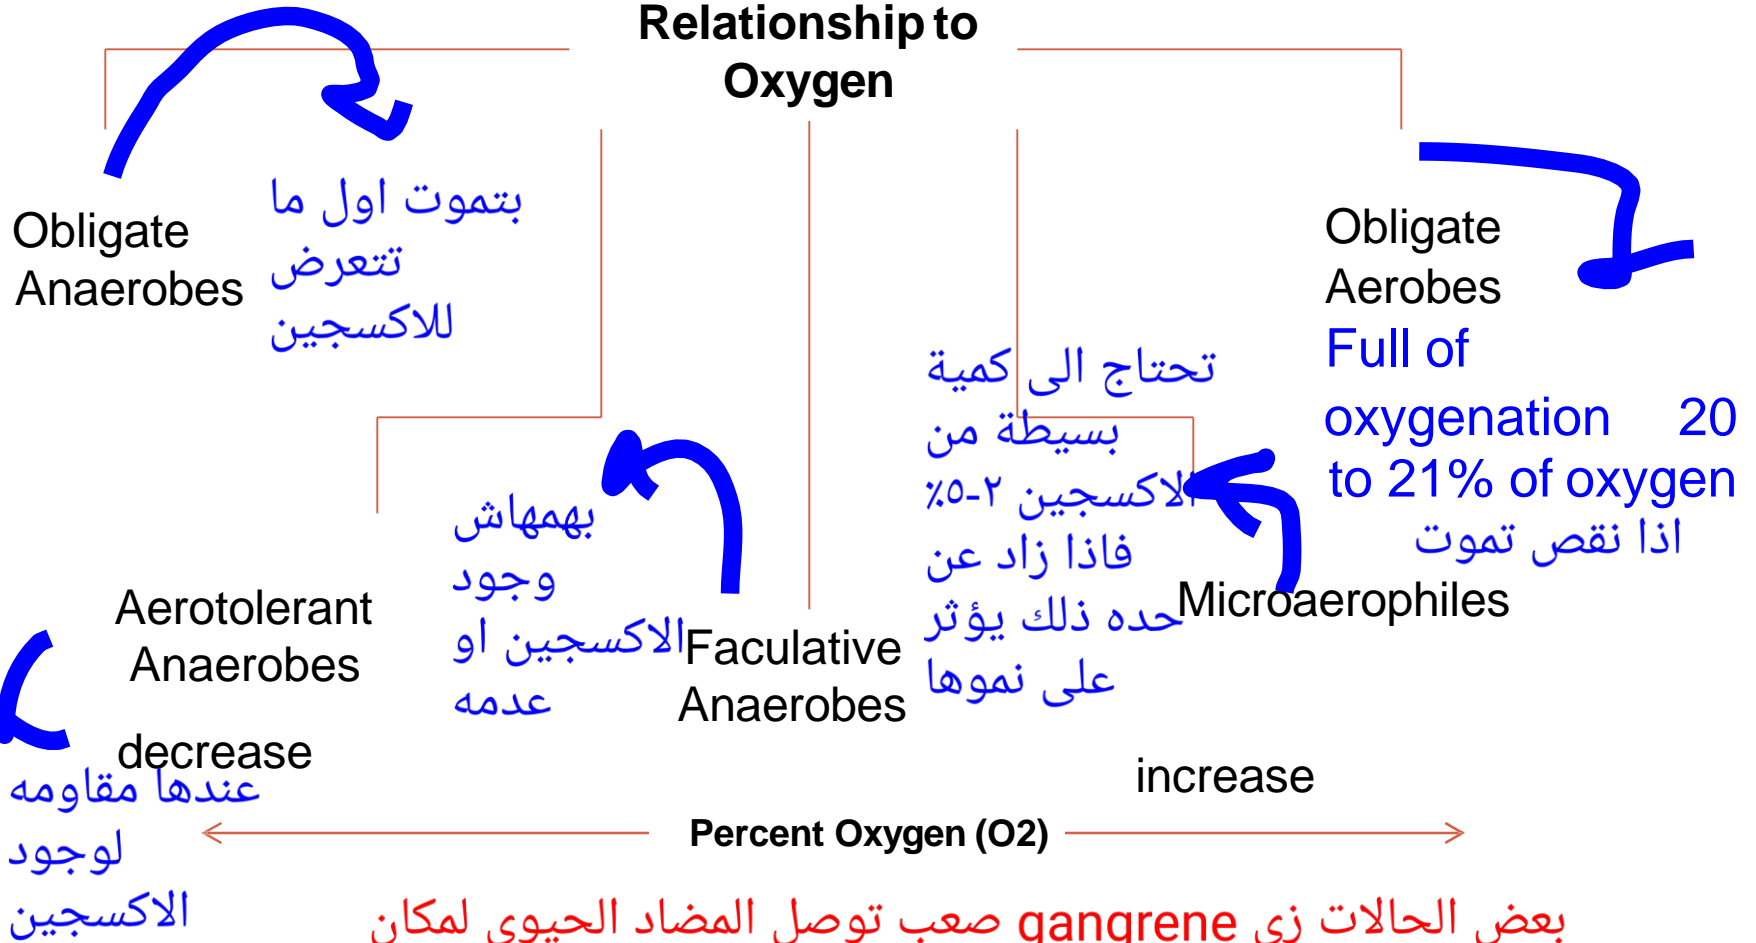 Relationship to
Oxygen
Obligate
Anaerobes
بتموت اول ما
تتعرض
للاكسجين
Obligate
Aerobes
Full of
oxygenation 20
to 21% of oxygen
اذا نقص تموت
تحتاج الى كمية
بسيطة من
الاكسجين ٢-٥٪
فاذا زاد عن
حده ذلك يؤثر
على نموها
Microaerophiles
بهمهاش
وجود
الاكسجين او
عدمه
Faculative
Anaerobes
Aerotolerant
Anaerobes
decrease
عندها مقاومه
لوجود
الاكسجين
increase
Percent Oxygen (O2)
بعض الحالات زي gangrene صعب توصل المضاد الحيوي لمكان